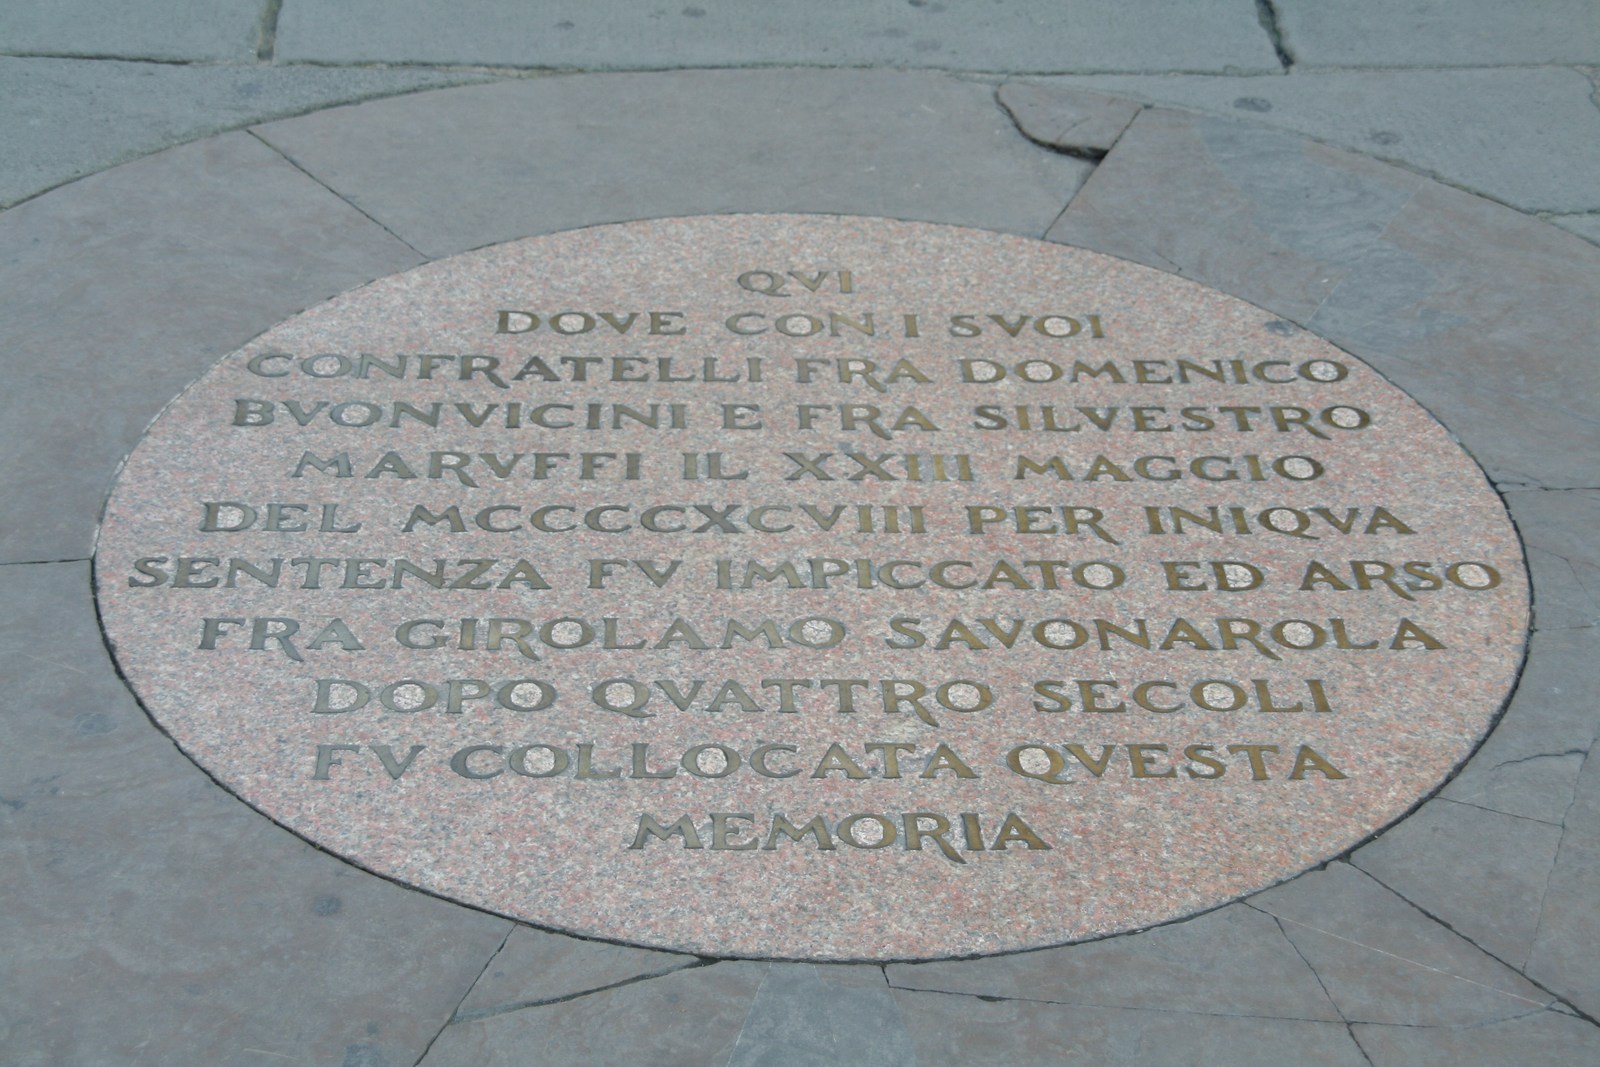 QVI
DOVE CON I SVOI
CONFRATELLI FRA DOMENICO
BVONVICINI E FRA SILVESTRO
MARVFFI IL XXIII MAGGIO
DEL MCCCCXCVIII PER INIQVA
SENTENZA FV IMPICCATO ED ARSO
FRA GIROLAMO SAVONAROLA
DOPO QVATTRO SECOLI
FV COLLOCATA QVESTA
MEMORIA